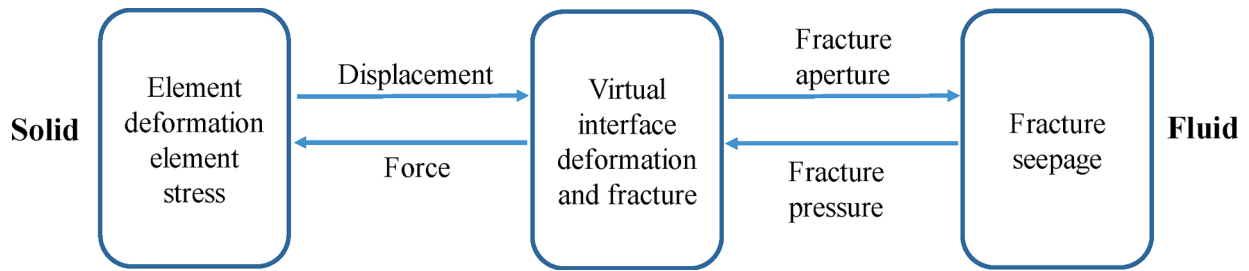 Solid
Element
deformation
element
stress
Displacement
Force
Virtual
interface
deformation
and fracture
Fracture
aperture
Fracture
pressure
Fracture
seepage
Fluid